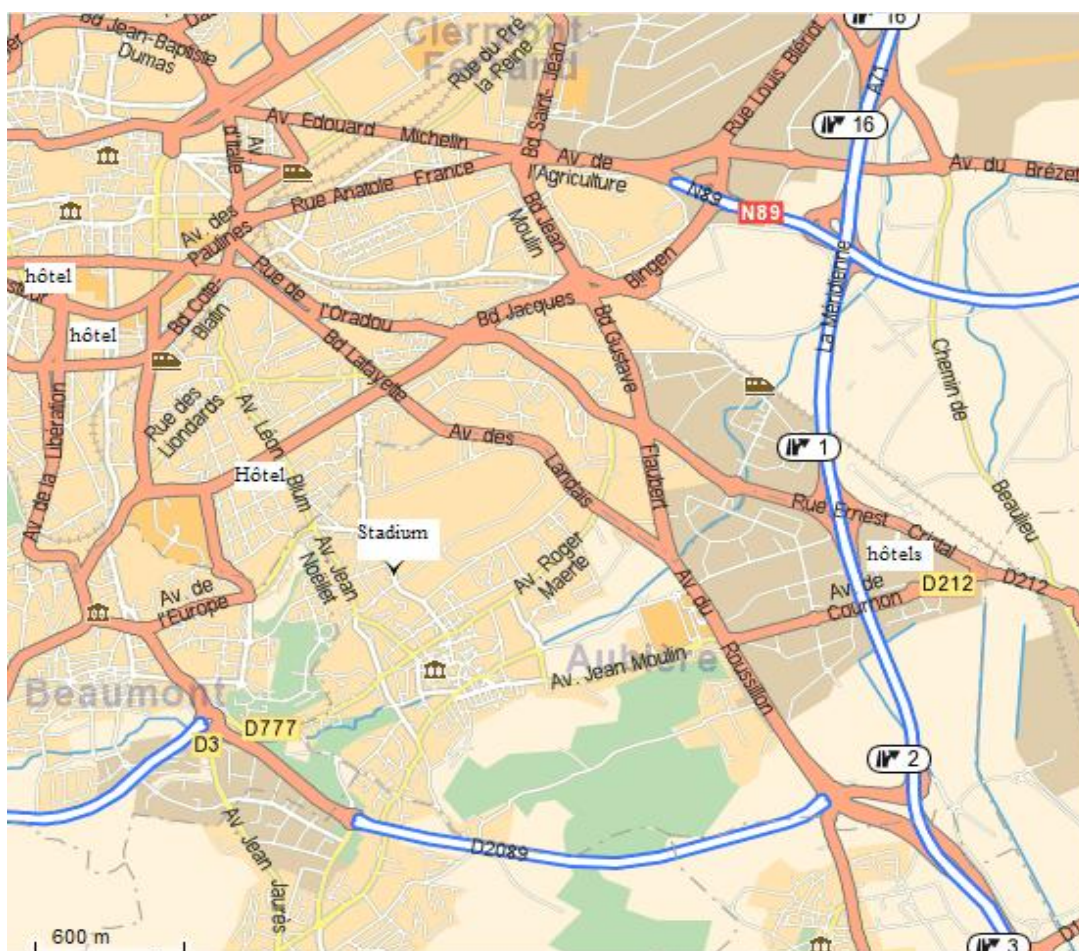 Clermont-
Ferrand
16
Bd Jean-Baptiste
Dumas
Rue du Pré
la Reine
Bd Saint-Jean
Rue Louis Blériot
A71
16
Av. Edouard Michelin
Av.
d'Italie
Av. de
l'Agriculture
Av. du Brézet
Rue Anatole France
N89
N89
Av. des
Paulines
Bd Jean
Moulin
hôtel
Rue de
l'Oradou
Bingen
Bd Jacques
La Méridienne
hôtel
Bd Cote-
Blatin
Bd Lafayette
Bd Gustave
Flaubert
Chemin de
Beaulieu
Av. de la Libération
Rue des
Liondards
Av. Léon
Blum
Av. des
Landais
1
Hôtel
Stadium
Rue Ernest
Cristal
hôtels
Av. Jean
Noëllet
Av. Roger
Maerte
Av. de
l'Europe
Av. du
Roussillon
Av. de
Cournon
D212
D212
Aubière
Av. Jean Moulin
Beaumont
D777
D3
2
Av. Jean Jaurès
D2089
600 m
3